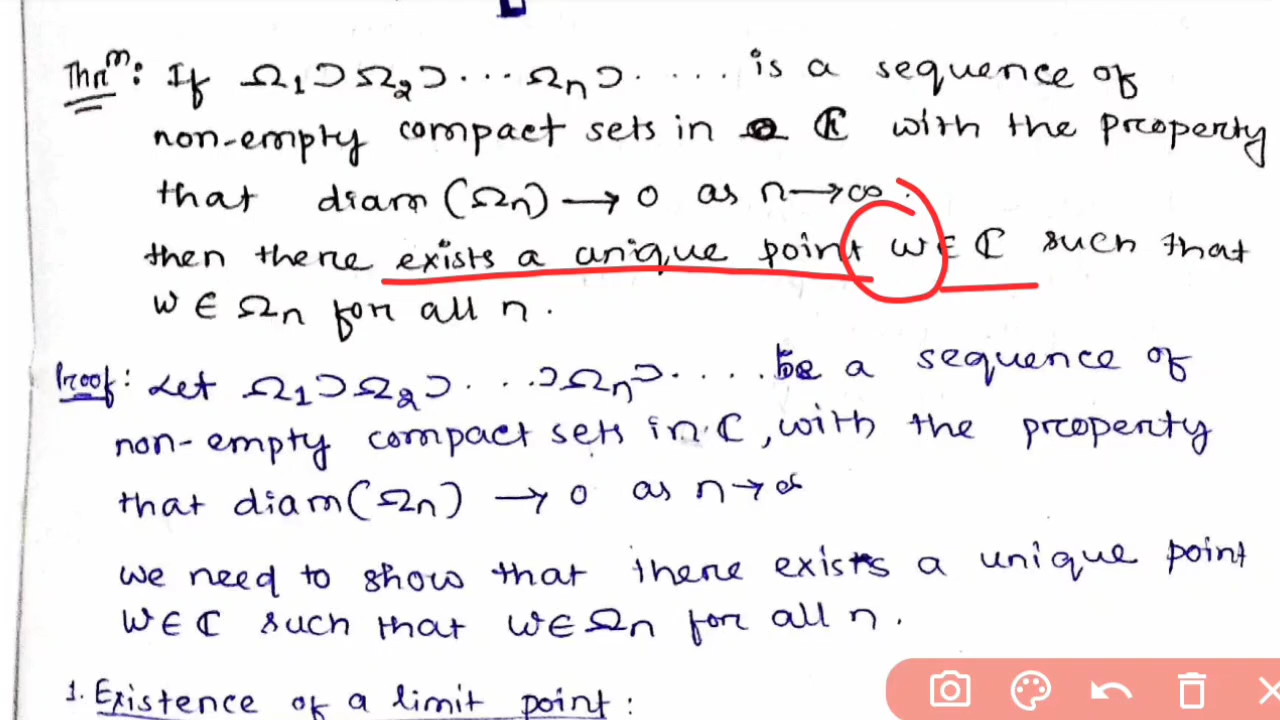 Thrm: If Ω1⊃Ω2⊃···Ωn⊃.... is a sequence of
non-empty compact sets in ℂ with the property
that diam (Ωn) → 0 as n→∞.
then there exists a unique point w∈ ℂ such that
w ∈ Ωn for all n.
Proof: Let Ω1⊃Ω2⊃...⊃Ωn⊃..... be a sequence of
non-empty compact sets in ℂ, with the property
that diam(Ωn) → 0 as n→∞
we need to show that there exists a unique point
w∈ℂ such that w∈Ωn for all n.
1. Existence of a limit point: